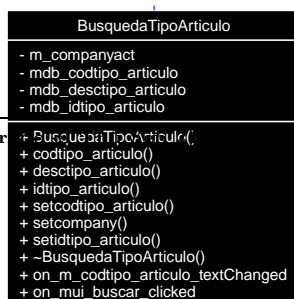 BusquedaTipoArticulo
- m_companyact
- mdb_codtipo_articulo
- mdb_desctipo_articulo
- mdb_idtipo_articulo
+ BusquedaTipoArticulo()
+ codtipo_articulo()
+ desctipo_articulo()
+ idtipo_articulo()
+ setcodtipo_articulo()
+ setcompany()
+ setidtipo_articulo()
+ ~BusquedaTipoArticulo()
+ on_m_codtipo_articulo_textChanged
+ on_mui_buscar_clicked